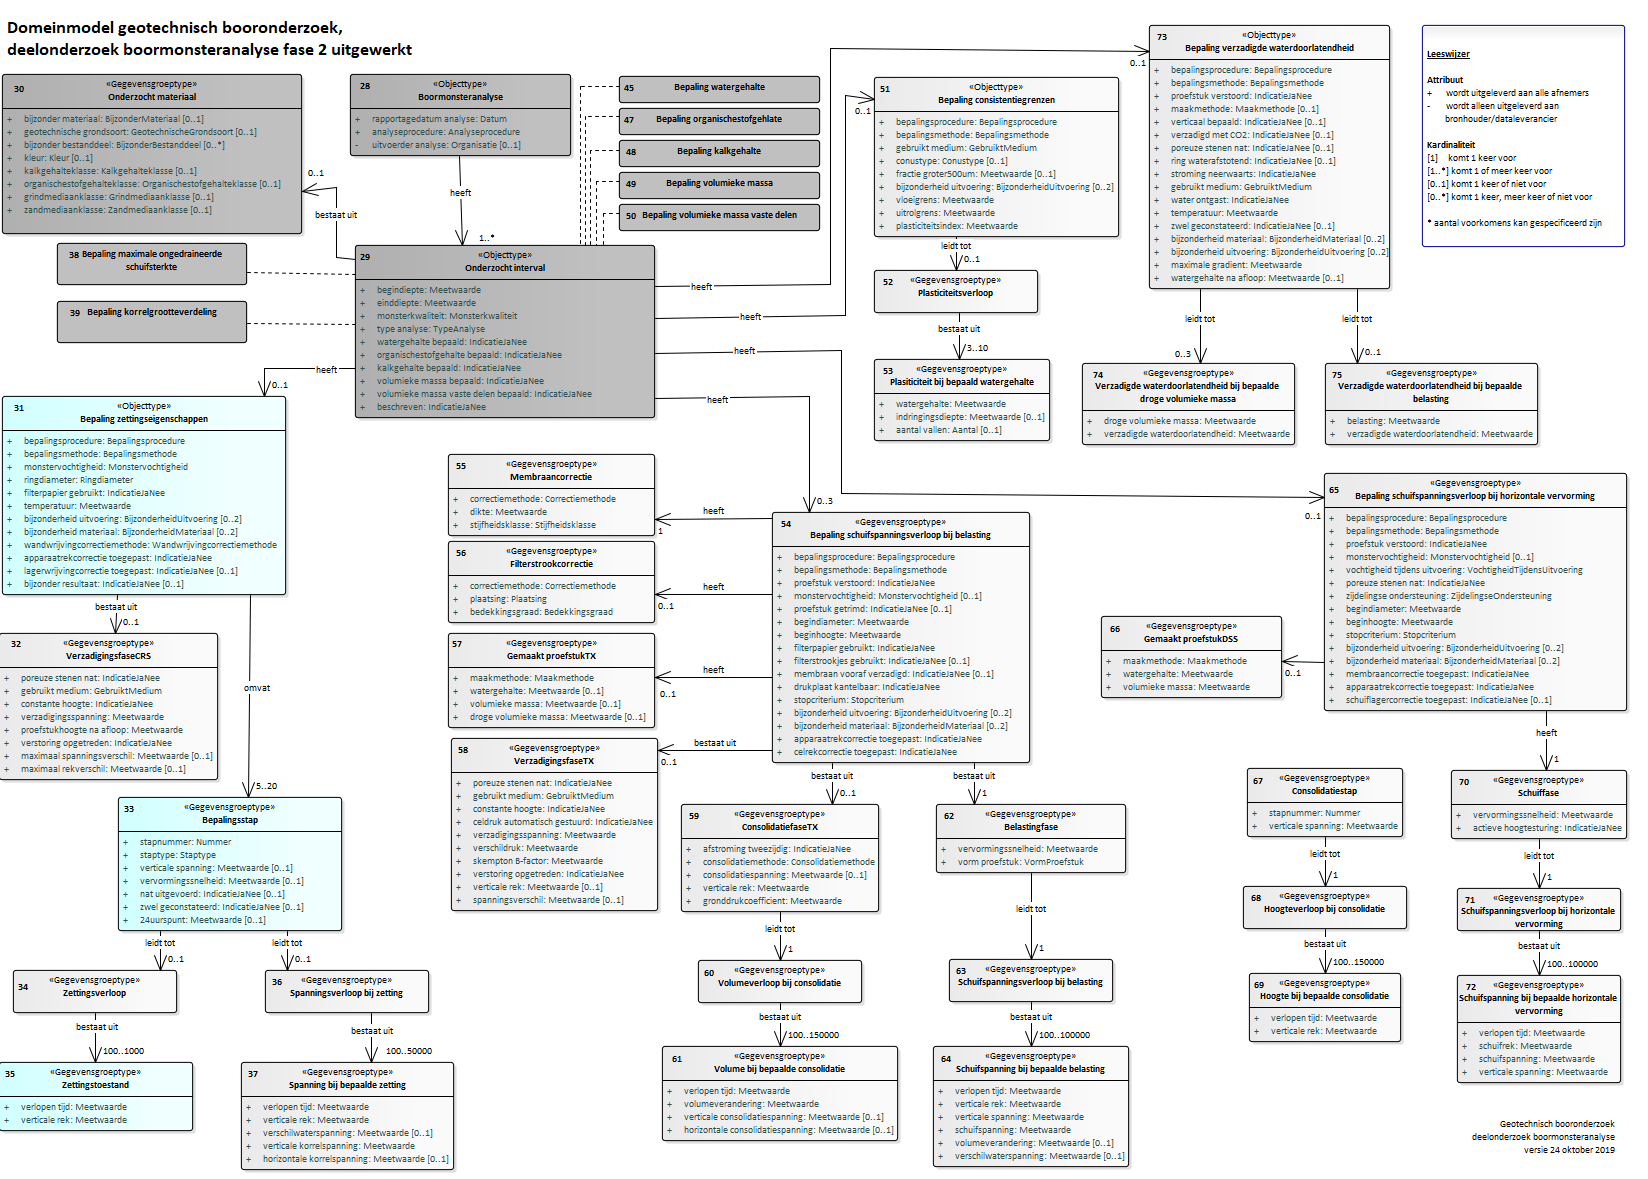 Domeinmodel geotechnisch booronderzoek,
deelonderzoek boormonsteranalyse fase 2 uitgewerkt
30
«Gegevensgroeptype»
Onderzocht materiaal
+ bijzonder materiaal: BijzonderMateriaal [0..1]
+ geotechnische grondsoort: GeotechnischeGrondsoort [0..1]
+ bijzonder bestanddeel: BijzonderBestanddeel [0..*]
+ kleur: Kleur [0..1]
+ kalkgehalteklasse: Kalkgehalteklasse [0..1]
+ organischestofgehalteklasse: Organischestofgehalteklasse [0..1]
+ grindmediaanklasse: Grindmediaanklasse [0..1]
+ zandmediaanklasse: Zandmediaanklasse [0..1]
28
«Objecttype»
Boormonsteranalyse
+ rapportagedatum analyse: Datum
+ analyseprocedure: Analyseprocedure
- uitvoerder analyse: Organisatie [0..1]
heeft
1..*
0..1
bestaat uit
45 Bepaling watergehalte
47 Bepaling organischestofgehlate
48 Bepaling kalkgehalte
49 Bepaling volumieke massa
50 Bepaling volumieke massa vaste delen
38 Bepaling maximale ongedraineerde
schuifsterkte
39 Bepaling korrelgrootteverdeling
29
«Objecttype»
Onderzocht interval
+ begindiepte: Meetwaarde
+ einddiepte: Meetwaarde
+ monsterkwaliteit: Monsterkwaliteit
+ type analyse: TypeAnalyse
+ watergehalte bepaald: IndicatieJaNee
+ organischestofgehalte bepaald: IndicatieJaNee
+ kalkgehalte bepaald: IndicatieJaNee
+ volumieke massa bepaald: IndicatieJaNee
+ volumieke massa vaste delen bepaald: IndicatieJaNee
+ beschreven: IndicatieJaNee
heeft
heeft
heeft
heeft
heeft
0..1
0..1
0..1
0..3
0..1
51
«Objecttype»
Bepaling consistentiegrenzen
+ bepalingsprocedure: Bepalingsprocedure
+ bepalingsmethode: Bepalingsmethode
+ gebruikt medium: GebruiktMedium
+ conustype: Conustype [0..1]
+ fractie groter500um: Meetwaarde [0..1]
+ bijzonderheid uitvoering: BijzonderheidUitvoering [0..2]
+ vloeigrens: Meetwaarde
+ uitrolgrens: Meetwaarde
+ plasticiteitsindex: Meetwaarde
leidt tot
0..1
52
«Gegevensgroeptype»
Plasticiteitsverloop
bestaat uit
3..10
53
«Gegevensgroeptype»
Plasiticiteit bij bepaald watergehalte
+ watergehalte: Meetwaarde
+ indringingsdiepte: Meetwaarde [0..1]
+ aantal vallen: Aantal [0..1]
73
«Objecttype»
Bepaling verzadigde waterdoorlatendheid
+ bepalingsprocedure: Bepalingsprocedure
+ bepalingsmethode: Bepalingsmethode
+ proefstuk verstoord: IndicatieJaNee
+ maakmethode: Maakmethode [0..1]
+ verticaal bepaald: IndicatieJaNee [0..1]
+ verzadigd met CO2: IndicatieJaNee [0..1]
+ poreuze stenen nat: IndicatieJaNee [0..1]
+ ring waterafstotend: IndicatieJaNee [0..1]
+ stroming neerwaarts: IndicatieJaNee [0..1]
+ gebruikt medium: GebruiktMedium
+ water ontgast: IndicatieJaNee [0..1]
+ temperatuur: Meetwaarde
+ zwel geconstateerd: IndicatieJaNee [0..1]
+ bijzonderheid materiaal: BijzonderheidMateriaal [0..2]
+ bijzonderheid uitvoering: BijzonderheidUitvoering [0..2]
+ maximale gradient: Meetwaarde
+ watergehalte na afloop: Meetwaarde [0..1]
leidt tot
0..3
leidt tot
0..1
74
«Gegevensgroeptype»
Verzadigde waterdoorlatendheid bij bepaalde
droge volumieke massa
+ droge volumieke massa: Meetwaarde
+ verzadigde waterdoorlatendheid: Meetwaarde
75
«Gegevensgroeptype»
Verzadigde waterdoorlatendheid bij bepaalde
belasting
+ belasting: Meetwaarde
+ verzadigde waterdoorlatendheid: Meetwaarde
Leeswijzer
Attribuut
+ wordt uitgeleverd aan alle afnemers
- wordt alleen uitgeleverd aan
bronhouder/dataleverancier
Kardinaliteit
[1] komt 1 keer voor
[1..*] komt 1 of meer keer voor
[0..1] komt 1 keer of niet voor
[0..*] komt 1 keer, meer keer of niet voor
* aantal voorkomens kan gespecificeerd zijn
31
«Objecttype»
Bepaling zettingseigenschappen
+ bepalingsprocedure: Bepalingsprocedure
+ bepalingsmethode: Bepalingsmethode
+ monstervochtigheid: Monstervochtigheid
+ ringdiameter: Ringdiameter
+ filterpapier gebruikt: IndicatieJaNee
+ temperatuur: Meetwaarde
+ bijzonderheid uitvoering: BijzonderheidUitvoering [0..2]
+ bijzonderheid materiaal: BijzonderheidMateriaal [0..2]
+ wandwrijvingcorrectiemethode: Wandwrijvingcorrectiemethode
+ apparaatrekcorrectie toegepast: IndicatieJaNee
+ lagerwrijvingcorrectie toegepast: IndicatieJaNee [0..1]
+ bijzonder resultaat: IndicatieJaNee [0..1]
bestaat uit
0..1
omvat
5..20
32
«Gegevensgroeptype»
VerzadigingsfaseCRS
+ poreuze stenen nat: IndicatieJaNee
+ gebruikt medium: GebruiktMedium
+ constante hoogte: IndicatieJaNee
+ verzadigingsspanning: Meetwaarde
+ proefstukhoogte na afloop: Meetwaarde
+ verstoring opgetreden: IndicatieJaNee
+ maximaal spanningsverschil: Meetwaarde [0..1]
+ maximaal rekverschil: Meetwaarde [0..1]
33
«Gegevensgroeptype»
Bepalingsstap
+ stapnummer: Nummer
+ staptype: Staptype
+ verticale spanning: Meetwaarde [0..1]
+ vervormingssnelheid: Meetwaarde [0..1]
+ nat uitgevoerd: IndicatieJaNee [0..1]
+ zwel geconstateerd: IndicatieJaNee [0..1]
+ 24uurspunt: Meetwaarde [0..1]
leidt tot
0..1
leidt tot
0..1
34
«Gegevensgroeptype»
Zettingsverloop
36
«Gegevensgroeptype»
Spanningsverloop bij zetting
bestaat uit
100..1000
bestaat uit
100..50000
35
«Gegevensgroeptype»
Zettingstoestand
+ verlopen tijd: Meetwaarde
+ verticale rek: Meetwaarde
37
«Gegevensgroeptype»
Spanning bij bepaalde zetting
+ verlopen tijd: Meetwaarde
+ verticale rek: Meetwaarde
+ verschilwaterspanning: Meetwaarde [0..1]
+ verticale korrelspanning: Meetwaarde
+ horizontale korrelspanning: Meetwaarde [0..1]
55
«Gegevensgroeptype»
Membraancorrectie
+ correctiemethode: Correctiemethode
+ dikte: Meetwaarde
+ stijfheidsklasse: Stijfheidsklasse
heeft
1
56
«Gegevensgroeptype»
Filterstrookcorrectie
+ correctiemethode: Correctiemethode
+ plaatsing: Plaatsing
+ bedekkingsgraad: Bedekkingsgraad
heeft
0..1
57
«Gegevensgroeptype»
Gemaakt proefstukTX
+ maakmethode: Maakmethode
+ watergehalte: Meetwaarde [0..1]
+ volumieke massa: Meetwaarde [0..1]
+ droge volumieke massa: Meetwaarde [0..1]
heeft
0..1
58
«Gegevensgroeptype»
VerzadigingsfaseTX
+ poreuze stenen nat: IndicatieJaNee
+ gebruikt medium: GebruiktMedium
+ constante hoogte: IndicatieJaNee
+ celdruk automatisch gestuurd: IndicatieJaNee
+ verzadigingsspanning: Meetwaarde
+ verschildruk: Meetwaarde
+ skempton B-factor: Meetwaarde
+ verstoring opgetreden: IndicatieJaNee
+ verticale rek: Meetwaarde
+ spanningsverschil: Meetwaarde [0..1]
bestaat uit
0..1
54
«Gegevensgroeptype»
Bepaling schuifspanningsverloop bij belasting
+ bepalingsprocedure: Bepalingsprocedure
+ bepalingsmethode: Bepalingsmethode
+ proefstuk verstoord: IndicatieJaNee
+ monstervochtigheid: Monstervochtigheid [0..1]
+ proefstuk getrimd: IndicatieJaNee [0..1]
+ begindiameter: Meetwaarde
+ beginhoogte: Meetwaarde
+ filterpapier gebruikt: IndicatieJaNee
+ filterstrookjes gebruikt: IndicatieJaNee [0..1]
+ membraan vooraf verzadigd: IndicatieJaNee [0..1]
+ drukplaat kantelbaar: IndicatieJaNee
+ stopcriterium: Stopcriterium
+ bijzonderheid uitvoering: BijzonderheidUitvoering [0..2]
+ bijzonderheid materiaal: BijzonderheidMateriaal [0..2]
+ apparaatrekcorrectie toegepast: IndicatieJaNee
+ celrekcorrectie toegepast: IndicatieJaNee
bestaat uit
0..1
bestaat uit
1
59
«Gegevensgroeptype»
ConsolidatiefaseTX
+ afstroming tweezijdig: IndicatieJaNee
+ consolidatiemethode: Consolidatiemethode
+ consolidatiespanning: Meetwaarde [0..1]
+ verticale rek: Meetwaarde
+ gronddrukcoefficient: Meetwaarde
leidt tot
1
60
«Gegevensgroeptype»
Volumeverloop bij consolidatie
bestaat uit
100..150000
61
«Gegevensgroeptype»
Volume bij bepaalde consolidatie
+ verlopen tijd: Meetwaarde
+ volumeverandering: Meetwaarde
+ verticale consolidatiespanning: Meetwaarde [0..1]
+ horizontale consolidatiespanning: Meetwaarde [0..1]
62
«Gegevensgroeptype»
Belastingfase
+ vervormingssnelheid: Meetwaarde
+ vorm proefstuk: VormProefstuk
leidt tot
1
63
«Gegevensgroeptype»
Schuifspanningsverloop bij belasting
bestaat uit
100..100000
64
«Gegevensgroeptype»
Schuifspanning bij bepaalde belasting
+ verlopen tijd: Meetwaarde
+ verticale rek: Meetwaarde
+ verticale spanning: Meetwaarde
+ schuifspanning: Meetwaarde
+ volumeverandering: Meetwaarde [0..1]
+ verschilwaterspanning: Meetwaarde [0..1]
65
«Gegevensgroeptype»
Bepaling schuifspanningsverloop bij horizontale vervorming
+ bepalingsprocedure: Bepalingsprocedure
+ bepalingsmethode: Bepalingsmethode
+ proefstuk verstoord: IndicatieJaNee
+ monstervochtigheid: Monstervochtigheid [0..1]
+ vochtigheid tijdens uitvoering: VochtigheidTijdensUitvoering
+ poreuze stenen nat: IndicatieJaNee
+ zijdelingse ondersteuning: ZijdelingseOndersteuning
+ begindiameter: Meetwaarde
+ beginhoogte: Meetwaarde
+ stopcriterium: Stopcriterium
+ bijzonderheid uitvoering: BijzonderheidUitvoering [0..2]
+ bijzonderheid materiaal: BijzonderheidMateriaal [0..2]
+ membraancorrectie toegepast: IndicatieJaNee
+ apparaatrekcorrectie toegepast: IndicatieJaNee
+ schuiflagercorrectie toegepast: IndicatieJaNee [0..1]
66
«Gegevensgroeptype»
Gemaakt proefstukDSS
+ maakmethode: Maakmethode
+ watergehalte: Meetwaarde
+ volumieke massa: Meetwaarde
0..1
heeft
1
67
«Gegevensgroeptype»
Consolidatiestap
+ stapnummer: Nummer
+ verticale spanning: Meetwaarde
leidt tot
1
68
«Gegevensgroeptype»
Hoogteverloop bij consolidatie
bestaat uit
100..150000
69
«Gegevensgroeptype»
Hoogte bij bepaalde consolidatie
+ verlopen tijd: Meetwaarde
+ verticale rek: Meetwaarde
70
«Gegevensgroeptype»
Schuiffase
+ vervormingssnelheid: Meetwaarde
+ actieve hoogtesturing: IndicatieJaNee
leidt tot
1
71
«Gegevensgroeptype»
Schuifspanningsverloop bij horizontale
vervorming
bestaat uit
100..100000
72
«Gegevensgroeptype»
Schuifspanning bij bepaalde horizontale
vervorming
+ verlopen tijd: Meetwaarde
+ schuifrek: Meetwaarde
+ schuifspanning: Meetwaarde
+ verticale spanning: Meetwaarde
Geotechnisch booronderzoek
deelonderzoek boormonsteranalyse
versie 24 oktober 2019